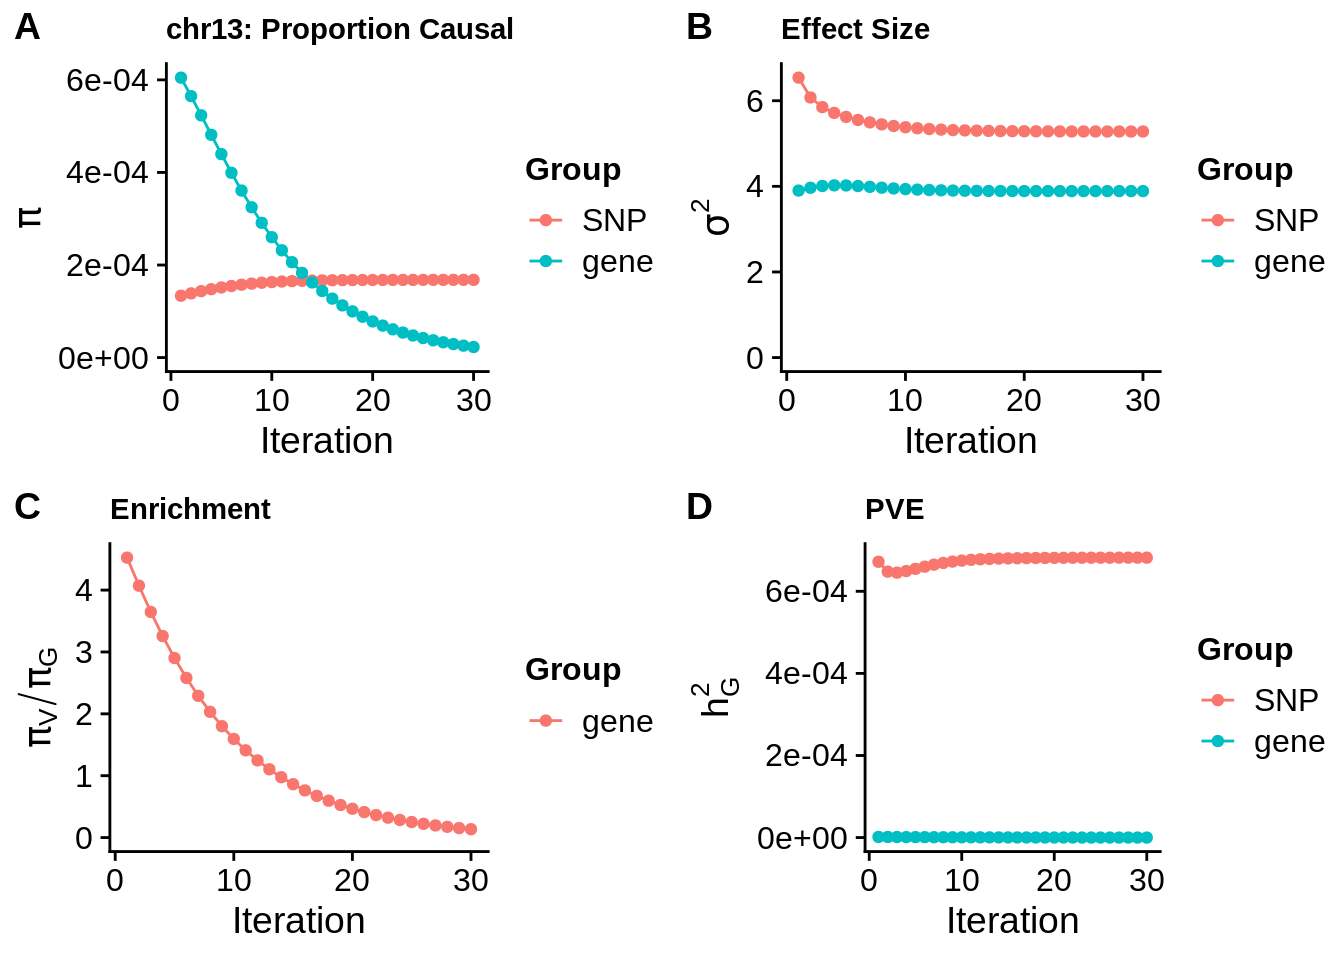 A chr13: Proportion Causal
6e-04
4e-04
2e-04
0e+00
π
0 10 20 30
Iteration
Group
SNP
gene
B Effect Size
6
4
2
0
σ²
0 10 20 30
Iteration
Group
SNP
gene
C Enrichment
4
3
2
1
0
πV/πG
0 10 20 30
Iteration
Group
gene
D PVE
6e-04
4e-04
2e-04
0e+00
h²G
0 10 20 30
Iteration
Group
SNP
gene